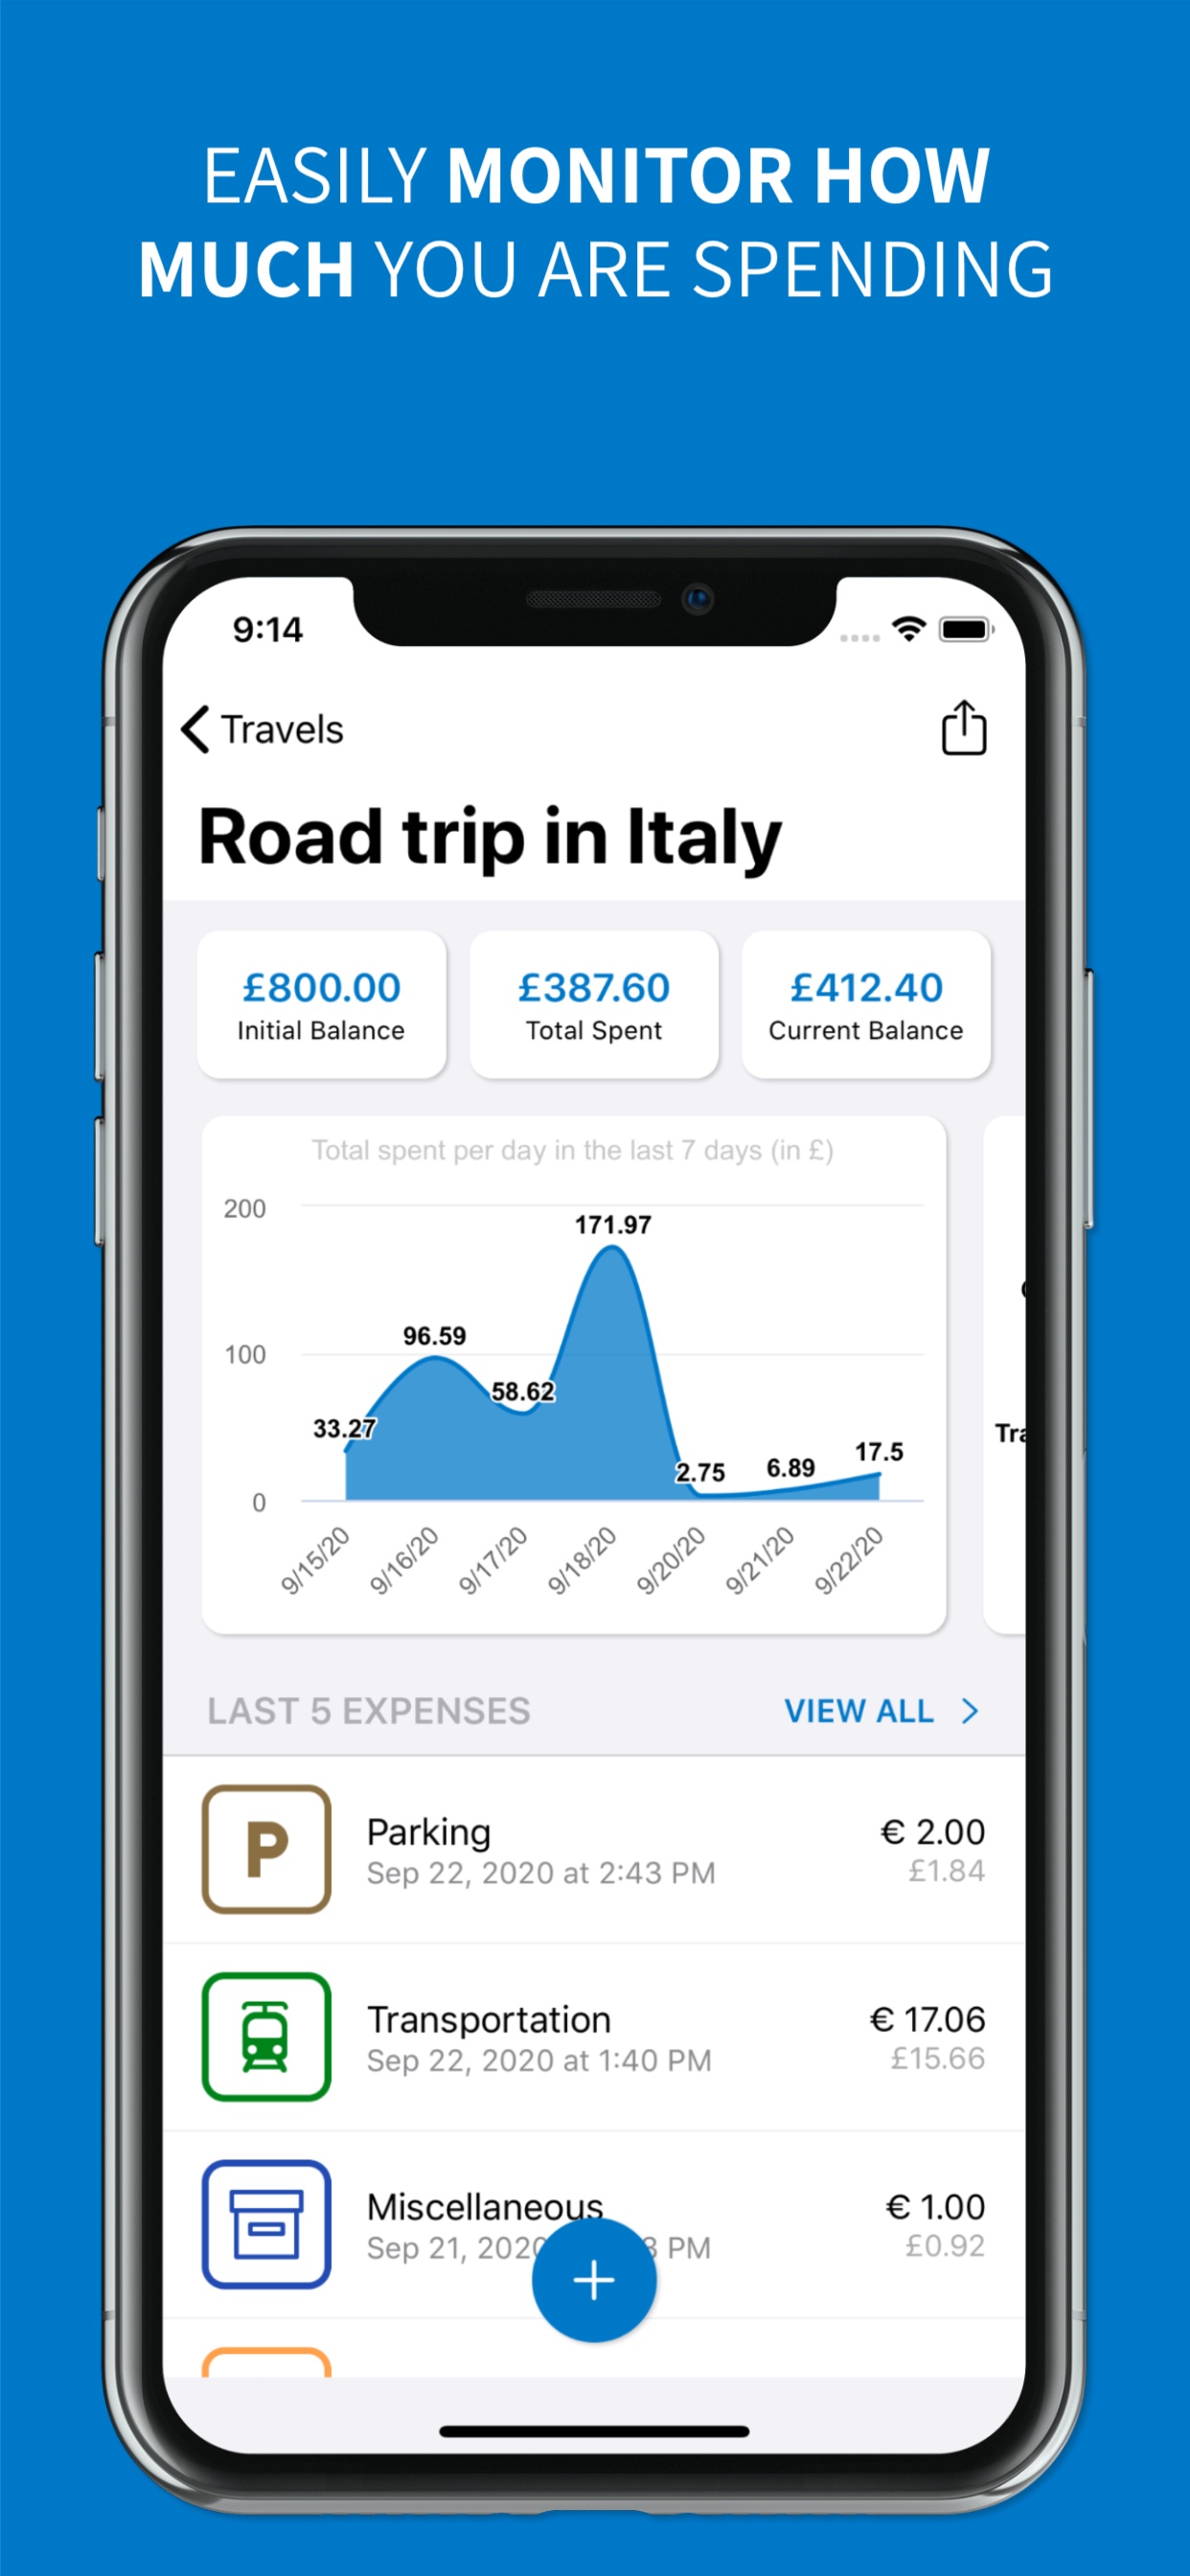 EASILY MONITOR HOW
MUCH YOU ARE SPENDING
9:14
Travels
Road trip in Italy
£800.00
Initial Balance
£387.60
Total Spent
£412.40
Current Balance
Total spent per day in the last 7 days (in £)
200
100
0
33.27
96.59
58.62
171.97
2.75
6.89
17.5
9/15/20
9/16/20
9/17/20
9/18/20
9/20/20
9/21/20
9/22/20
LAST 5 EXPENSES
VIEW ALL
P
Parking
€ 2.00
Sep 22, 2020 at 2:43 PM
£1.84
Transportation
€ 17.06
Sep 22, 2020 at 1:40 PM
£15.66
Miscellaneous
€ 1.00
Sep 21, PM
£0.92